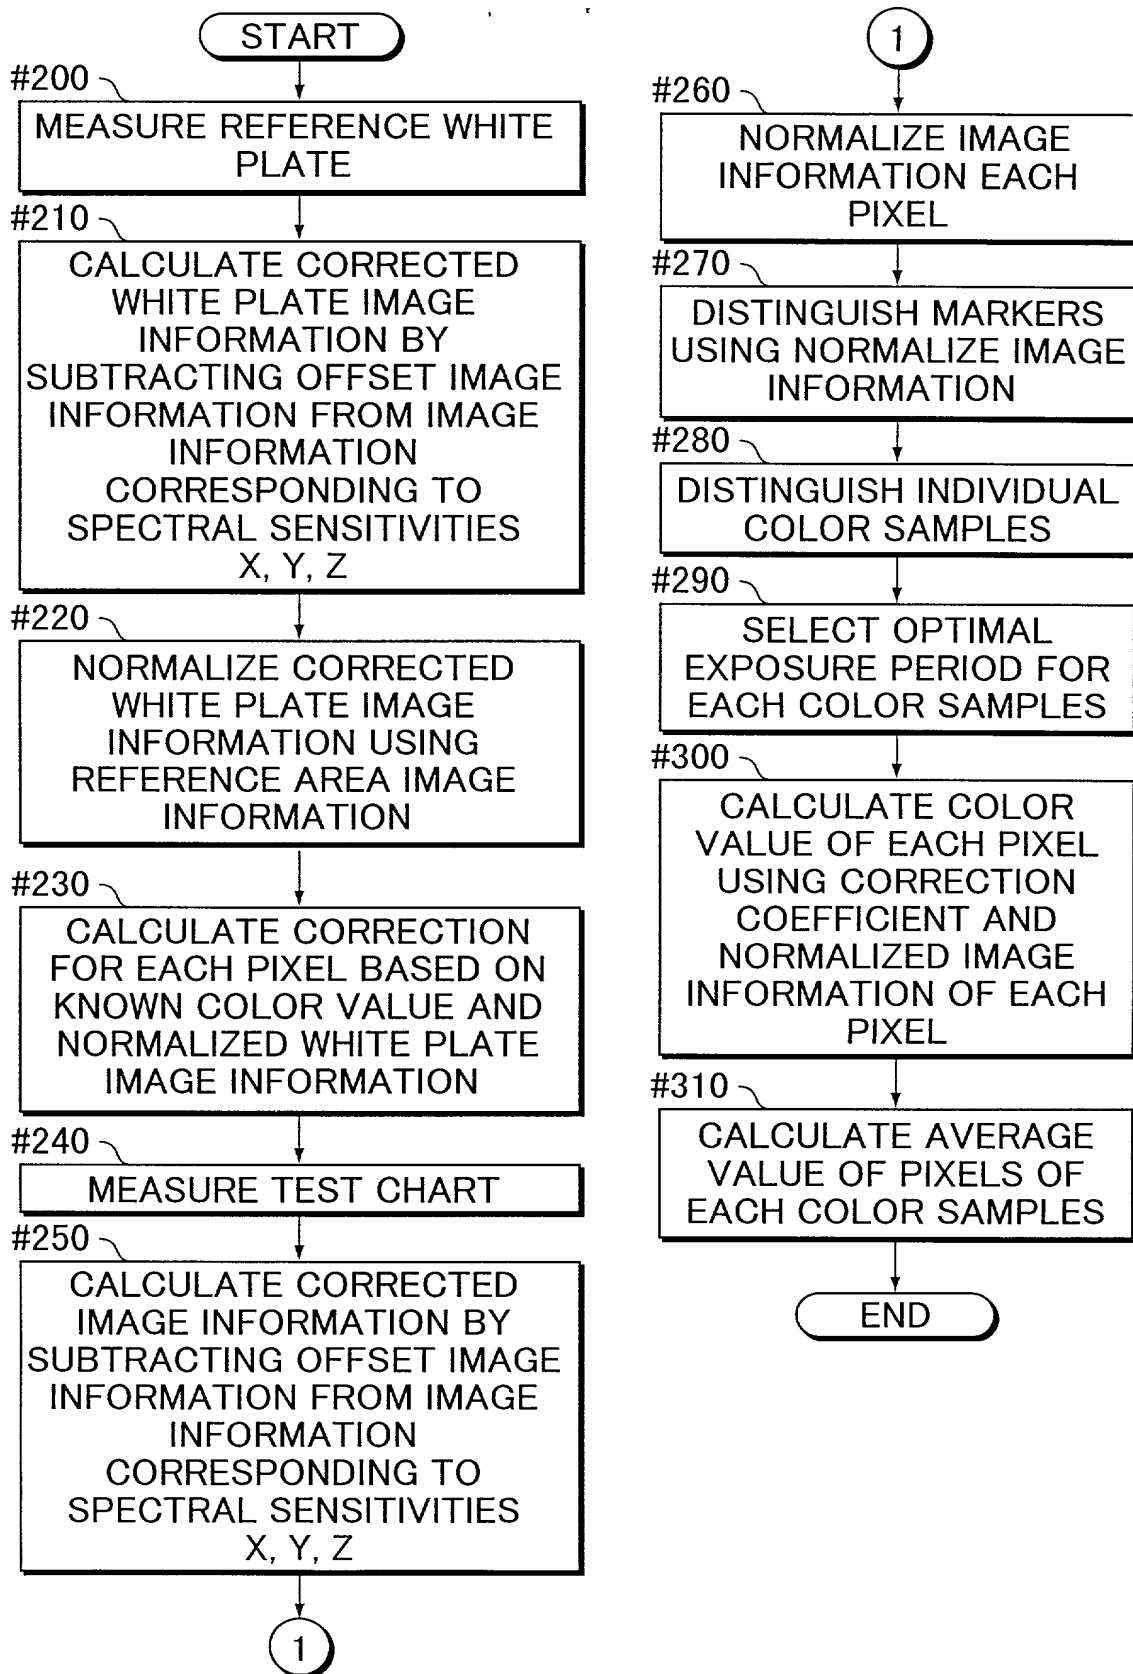 START
#200
MEASURE REFERENCE WHITE
PLATE
#210
CALCULATE CORRECTED
WHITE PLATE IMAGE
INFORMATION BY
SUBTRACTING OFFSET IMAGE
INFORMATION FROM IMAGE
INFORMATION
CORRESPONDING TO
SPECTRAL SENSITIVITIES
X, Y, Z
#220
NORMALIZE CORRECTED
WHITE PLATE IMAGE
INFORMATION USING
REFERENCE AREA IMAGE
INFORMATION
#230
CALCULATE CORRECTION
FOR EACH PIXEL BASED ON
KNOWN COLOR VALUE AND
NORMALIZED WHITE PLATE
IMAGE INFORMATION
#240
MEASURE TEST CHART
#250
CALCULATE CORRECTED
IMAGE INFORMATION BY
SUBTRACTING OFFSET IMAGE
INFORMATION FROM IMAGE
INFORMATION
CORRESPONDING TO
SPECTRAL SENSITIVITIES
X, Y, Z
1
1
#260
NORMALIZE IMAGE
INFORMATION EACH
PIXEL
#270
DISTINGUISH MARKERS
USING NORMALIZE IMAGE
INFORMATION
#280
DISTINGUISH INDIVIDUAL
COLOR SAMPLES
#290
SELECT OPTIMAL
EXPOSURE PERIOD FOR
EACH COLOR SAMPLES
#300
CALCULATE COLOR
VALUE OF EACH PIXEL
USING CORRECTION
COEFFICIENT AND
NORMALIZED IMAGE
INFORMATION OF EACH
PIXEL
#310
CALCULATE AVERAGE
VALUE OF PIXELS OF
EACH COLOR SAMPLES
END